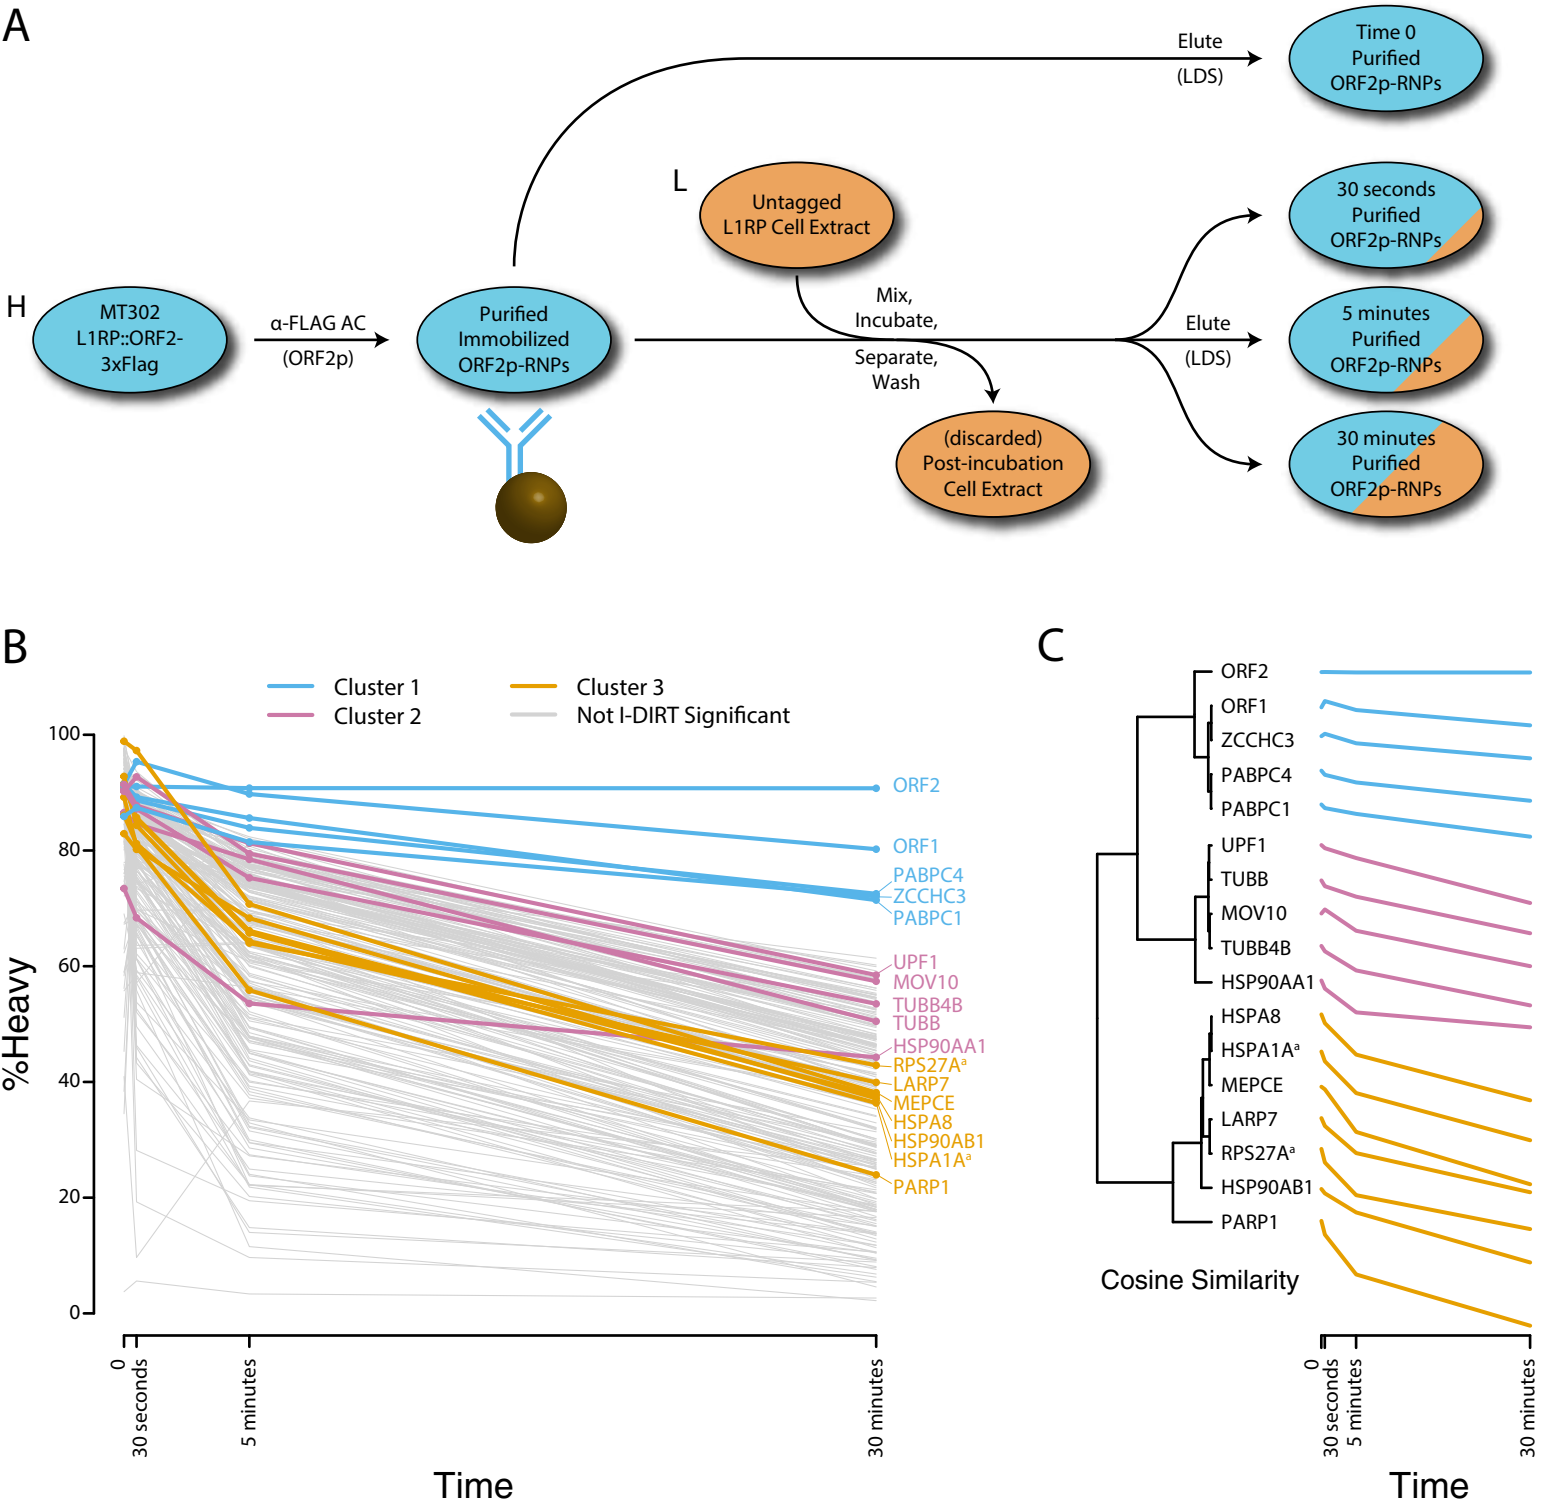 A
Elute
(LDS)
Time 0
Purified
ORF2p-RNPs
L
Untagged
L1RP Cell Extract
30 seconds
Purified
ORF2p-RNPs
H
MT302
L1RP::ORF2-
3xFlag
α-FLAG AC
(ORF2p)
Purified
Immobilized
ORF2p-RNPs
Mix,
Incubate,
Separate,
Wash
Elute
(LDS)
5 minutes
Purified
ORF2p-RNPs
(discarded)
Post-incubation
Cell Extract
30 minutes
Purified
ORF2p-RNPs
B
Cluster 1
Cluster 2
Cluster 3
Not I-DIRT Significant
%Heavy
100
80
60
40
20
0
ORF2
ORF1
PABPC4
ZCCHC3
PABPC1
UPF1
MOV10
TUBB4B
TUBB
HSP90AA1
RPS27Aᵃ
LARP7
MEPCE
HSPA8
HSP90AB1
HSPA1Aᵃ
PARP1
0
30 seconds
5 minutes
30 minutes
Time
C
ORF2
ORF1
ZCCHC3
PABPC4
PABPC1
UPF1
TUBB
MOV10
TUBB4B
HSP90AA1
HSPA8
HSPA1Aᵃ
MEPCE
LARP7
RPS27Aᵃ
HSP90AB1
PARP1
Cosine Similarity
0
30 seconds
5 minutes
30 minutes
Time